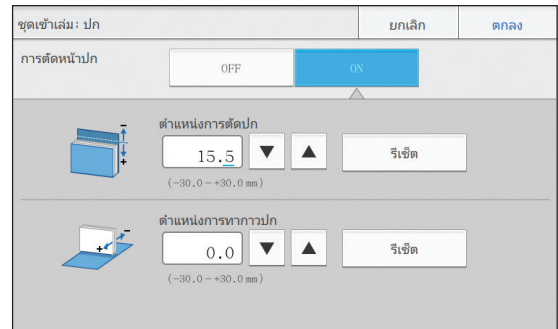 ชุดเข้าเล่ม: ปก
ยกเลิก
ตกลง
การตัดหน้าปก
OFF
ON
ตำแหน่งการตัดปก
15.5
▼
▲
รีเซ็ต
(-30.0-+30.0 mm)
ตำแหน่งการทากาวปก
0.0
▼
▲
รีเซ็ต
(-30.0-+30.0 mm)